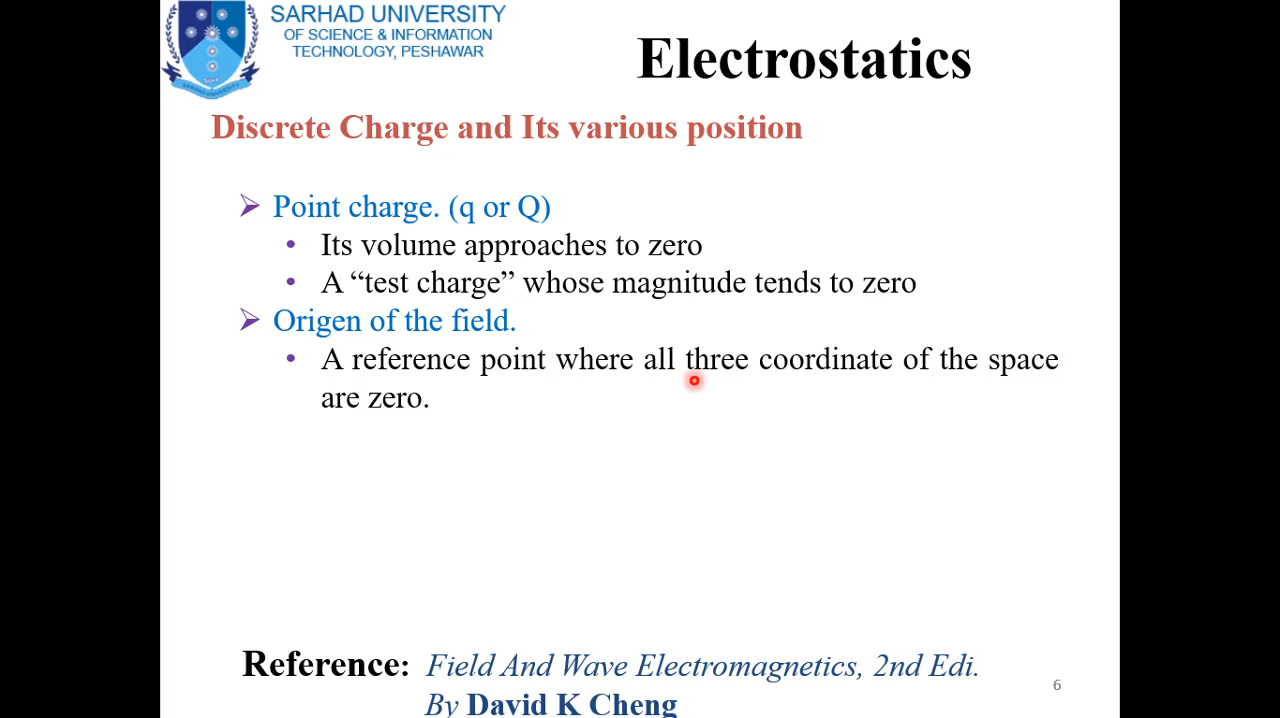 SARHAD UNIVERSITY
OF SCIENCE & INFORMATION
TECHNOLOGY, PESHAWAR
Electrostatics
Discrete Charge and Its various position
➢ Point charge. (q or Q)
• Its volume approaches to zero
• A “test charge” whose magnitude tends to zero
➢ Origen of the field.
• A reference point where all three coordinate of the space
are zero.
Reference: Field And Wave Electromagnetics, 2nd Edi.
By David K Cheng
6